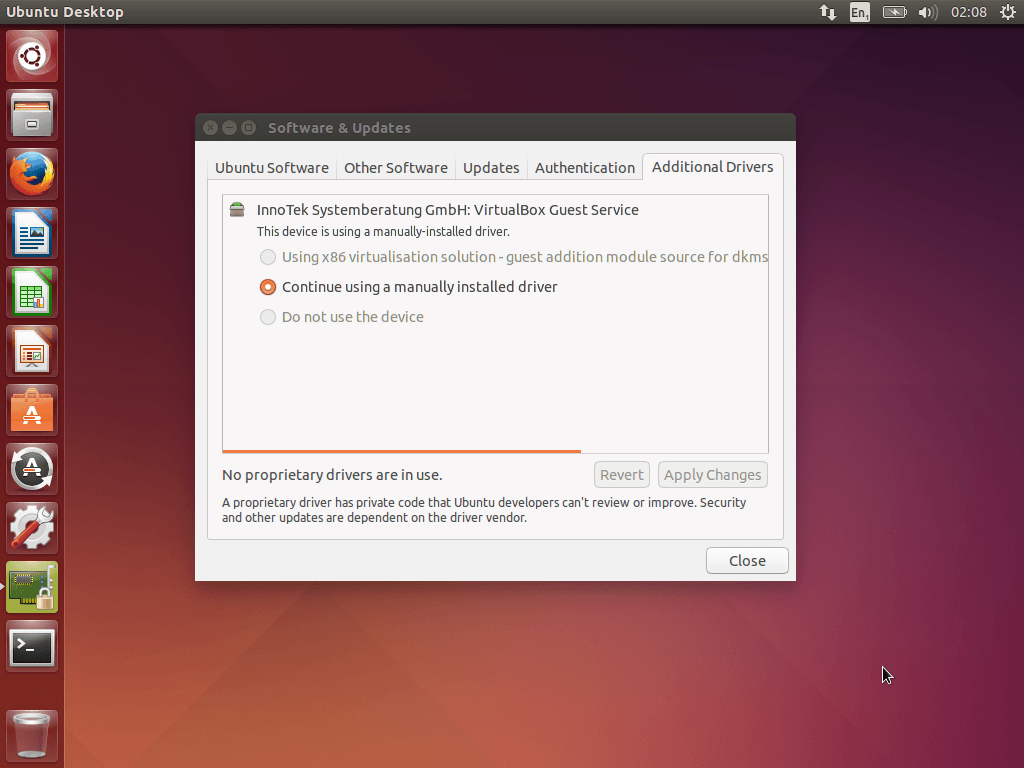 Ubuntu Desktop
En1
02:08
Software & Updates
Ubuntu Software
Other Software
Updates
Authentication
Additional Drivers
InnoTek Systemberatung GmbH: VirtualBox Guest Service
This device is using a manually-installed driver.
Using x86 virtualisation solution - guest addition module source for dkms
Continue using a manually installed driver
Do not use the device
No proprietary drivers are in use.
Revert
Apply Changes
A proprietary driver has private code that Ubuntu developers can't review or improve. Security
and other updates are dependent on the driver vendor.
Close